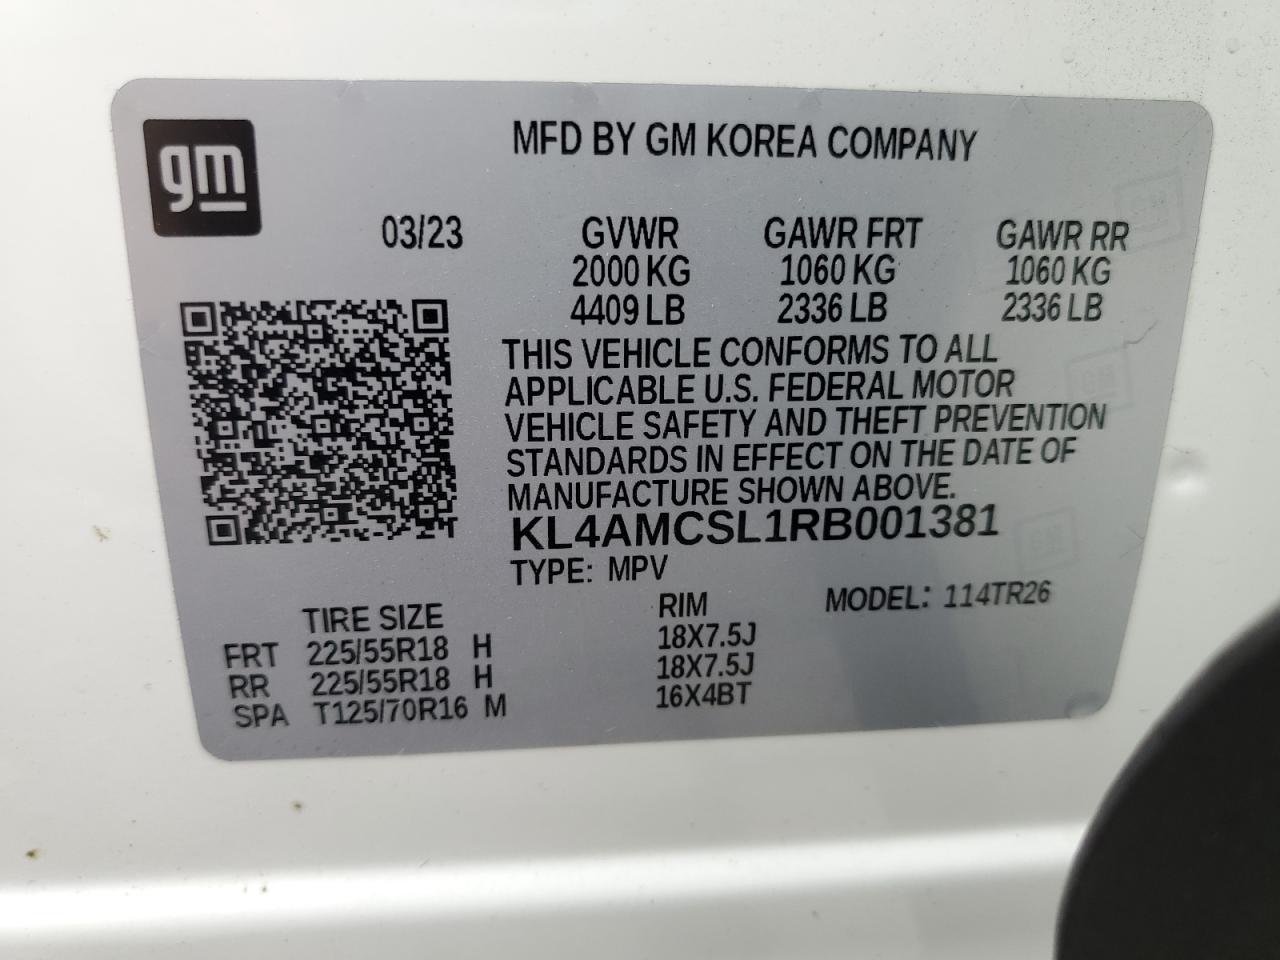 gm
MFD BY GM KOREA COMPANY
03/23 GVWR GAWR FRT GAWR RR
2000 KG 1060 KG 1060 KG
4409 LB 2336 LB 2336 LB
THIS VEHICLE CONFORMS TO ALL
APPLICABLE U.S. FEDERAL MOTOR
VEHICLE SAFETY AND THEFT PREVENTION
STANDARDS IN EFFECT ON THE DATE OF
MANUFACTURE SHOWN ABOVE.
KL4AMCSL1RB001381
TYPE: MPV
MODEL: 114TR26
TIRE SIZE RIM
FRT 225/55R18 H 18X7.5J
RR 225/55R18 H 18X7.5J
SPA T125/70R16 M 16X4BT